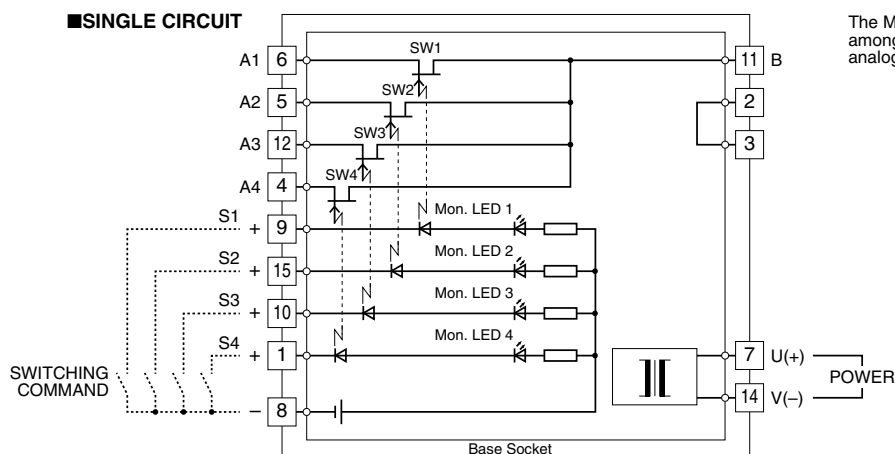 ■SINGLE CIRCUIT
The M
among
analog
A1 6 SW1 11 B
A2 5 SW2 2
A3 12 SW3 3
A4 4 SW4
S1 + 9 Mon. LED 1
S2 + 15 Mon. LED 2
S3 + 10 Mon. LED 3
S4 + 1 Mon. LED 4 7 U(+)
SWITCHING
COMMAND
POWER
– 8 14 V(–)
Base Socket